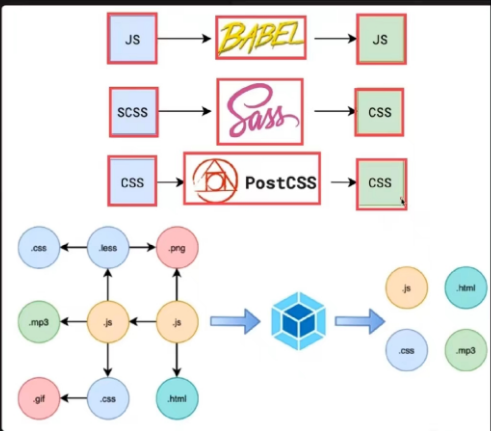 JS BABEL JS
SCSS Sass CSS
CSS PostCSS CSS
.css .less .png
.js .html
.mp3 .js .js
.css .mp3
.gif .css .html